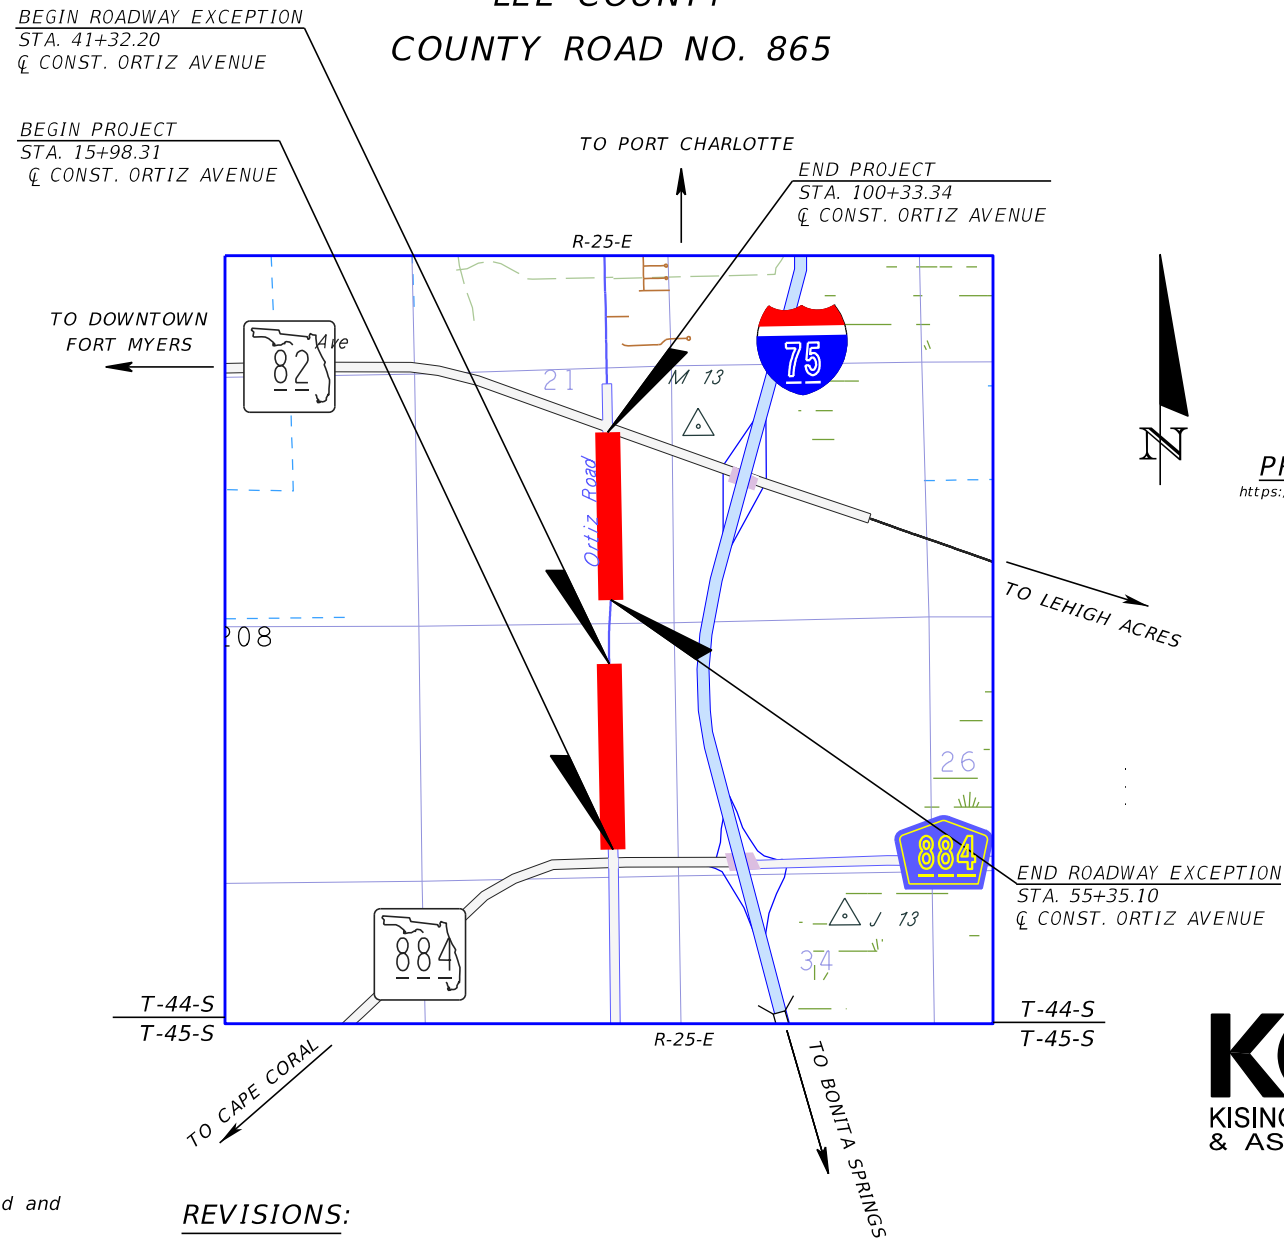 LEE COUNTY
COUNTY ROAD NO. 865
BEGIN ROADWAY EXCEPTION
STA. 41+32.20
℄ CONST. ORTIZ AVENUE
BEGIN PROJECT
STA. 15+98.31
℄ CONST. ORTIZ AVENUE
TO PORT CHARLOTTE
END PROJECT
STA. 100+33.34
℄ CONST. ORTIZ AVENUE
R-25-E
TO DOWNTOWN
FORT MYERS
82
Ave
75
21
M 13
N
https:
Ortiz Road
TO LEHIGH ACRES
208
26
884
END ROADWAY EXCEPTION
STA. 55+35.10
℄ CONST. ORTIZ AVENUE
J 13
34
884
T-44-S
T-45-S
T-44-S
T-45-S
R-25-E
TO CAPE CORAL
TO BONITA SPRINGS
& AS
d and
REVISIONS: